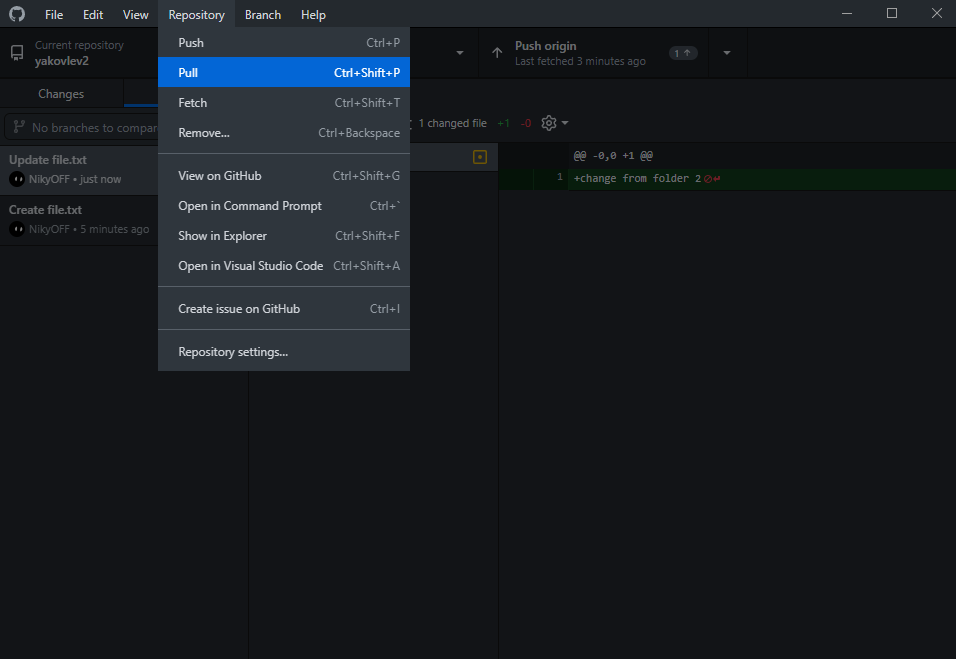 File Edit View Repository Branch Help
Current repository
yakovlev2
Push origin
Last fetched 3 minutes ago
1
Changes
No branches to compar
Update file.txt
NikyOFF • just now
Create file.txt
NikyOFF • 5 minutes ago
Push Ctrl+P
Pull Ctrl+Shift+P
Fetch Ctrl+Shift+T
Remove... Ctrl+Backspace
View on GitHub Ctrl+Shift+G
Open in Command Prompt Ctrl+`
Show in Explorer Ctrl+Shift+F
Open in Visual Studio Code Ctrl+Shift+A
Create issue on GitHub Ctrl+I
Repository settings...
1 changed file +1 -0
@@ -0,0 +1 @@
1 +change from folder 2